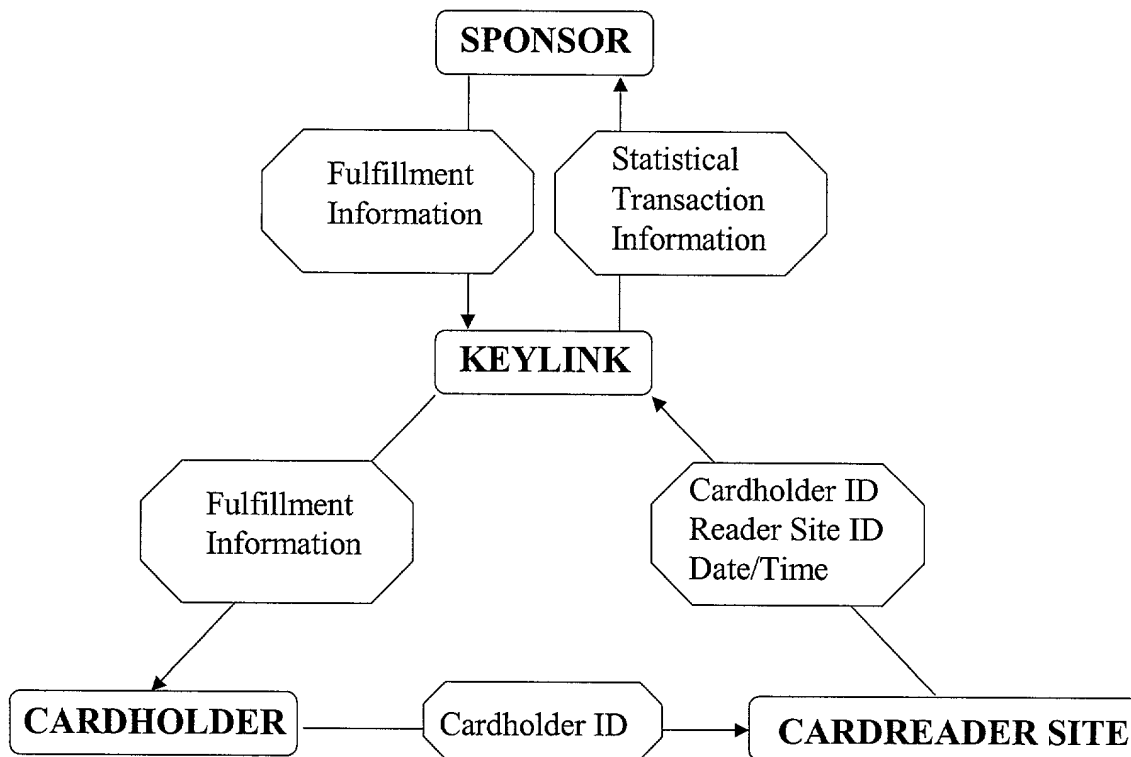 SPONSOR
Fulfillment
Information
Statistical
Transaction
Information
KEYLINK
Fulfillment
Information
Cardholder ID
Reader Site ID
Date/Time
CARDHOLDER
Cardholder ID
CARDREADER SITE